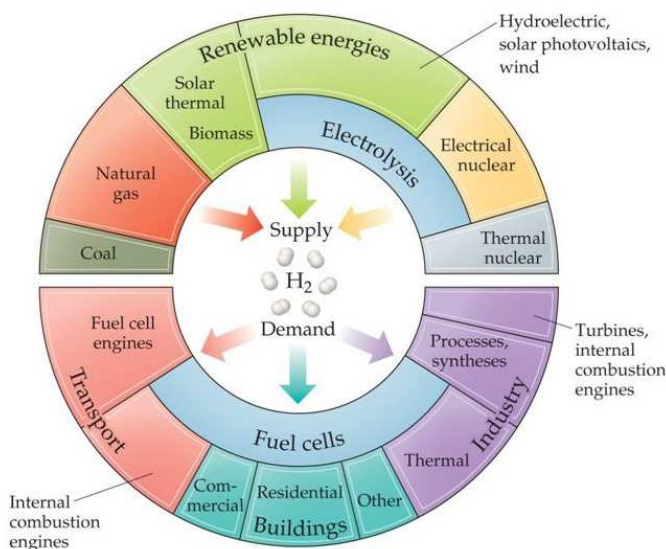 Hydroelectric,
solar photovoltaics,
wind
Renewable energies
Solar
thermal
Biomass
Electrolysis
Electrical
nuclear
Natural
gas
Coal
Thermal
nuclear
Supply
H₂
Demand
Fuel cell
engines
Transport
Processes,
syntheses
Industry
Turbines,
internal
combustion
engines
Fuel cells
Thermal
Com-
mercial
Residential
Other
Buildings
Internal
combustion
engines